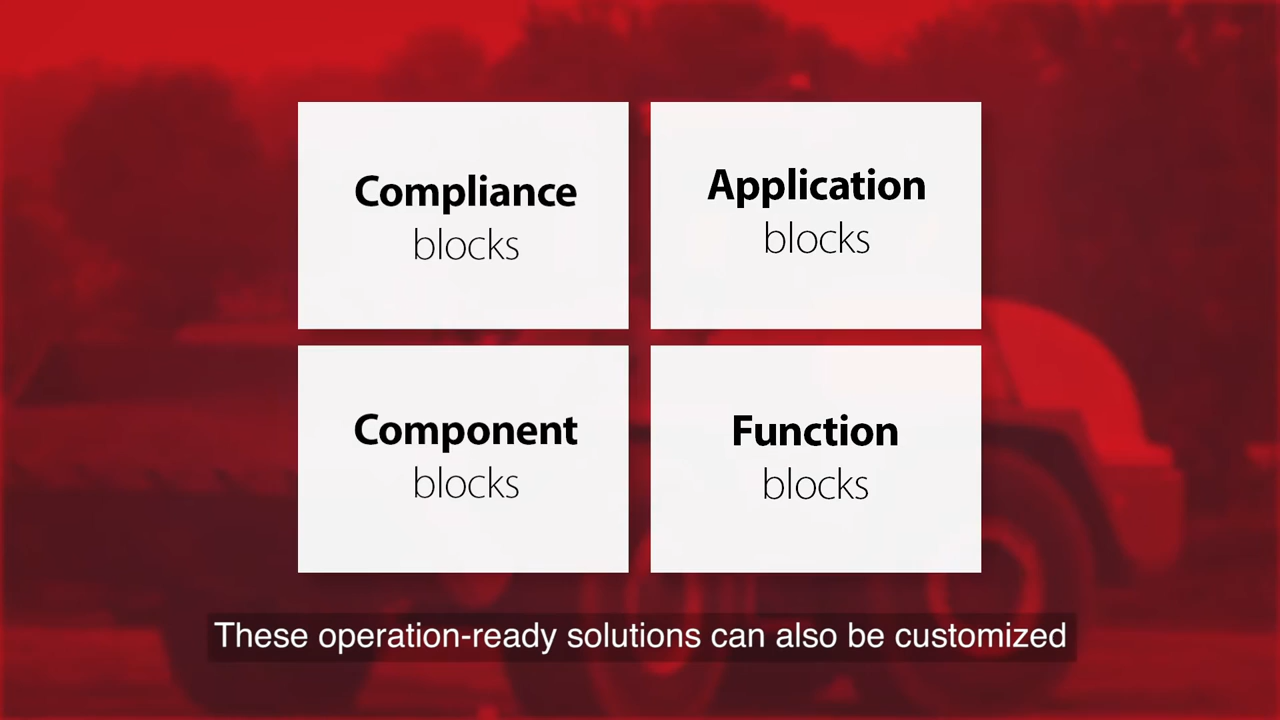 Compliance
blocks
Application
blocks
Component
blocks
Function
blocks
These operation-ready solutions can also be customized